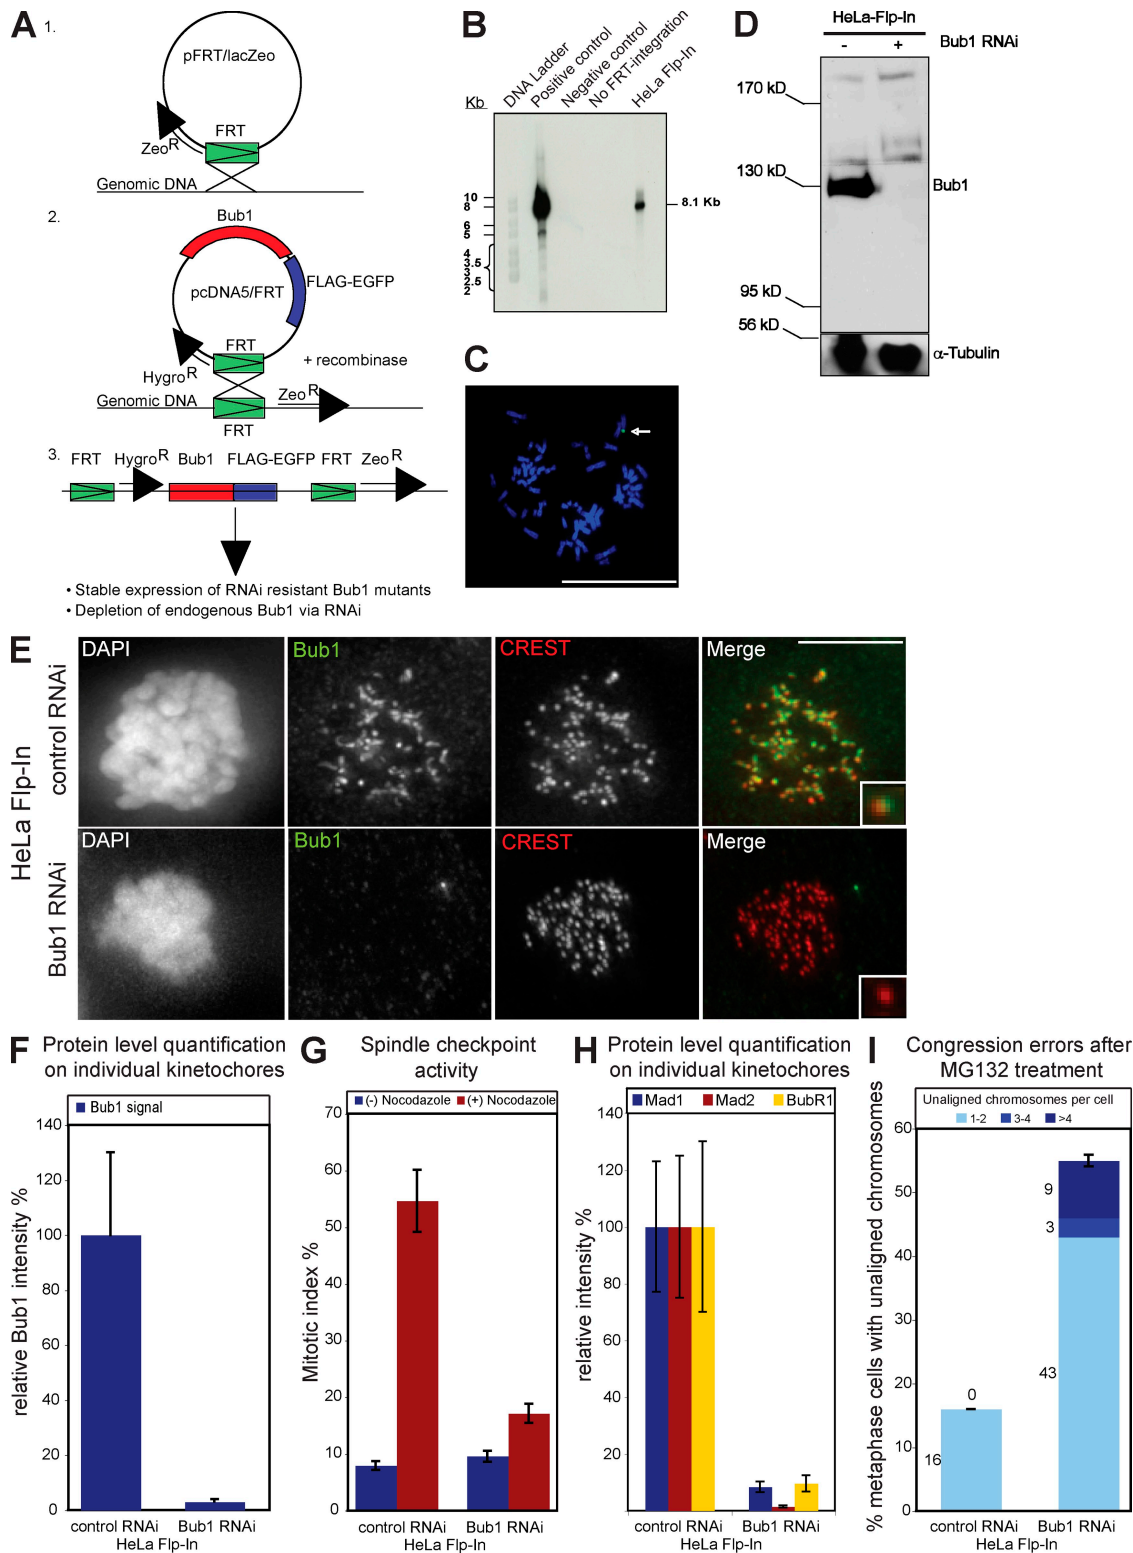 A
1.
pFRT/lacZeo
FRT
Zeo R
Genomic DNA
2.
Bub1
FLAG-EGFP
pcDNA5/FRT
FRT
+ recombinase
Hygro R
Genomic DNA
Zeo R
FRT
3.
FRT Hygro R Bub1 FLAG-EGFP FRT Zeo R
• Stable expression of RNAi resistant Bub1 mutants
• Depletion of endogenous Bub1 via RNAi
B
Kb
DNA Ladder
Positive control
Negative control
No FRT-integration
HeLa Flp-In
10
8
6
5
4
3.5
3
2.5
2
8.1 Kb
C
D
HeLa-Flp-In
- + Bub1 RNAi
170 kD
130 kD
Bub1
95 kD
56 kD
α-Tubulin
E
HeLa Flp-In
control RNAi
DAPI Bub1 CREST Merge
Bub1 RNAi
DAPI Bub1 CREST Merge
F
Protein level quantification
on individual kinetochores
Bub1 signal
relative Bub1 intensity %
140
120
100
80
60
40
20
0
control RNAi Bub1 RNAi
HeLa Flp-In
G
Spindle checkpoint
activity
(-) Nocodazole (+) Nocodazole
Mitotic index %
70
60
50
40
30
20
10
0
control RNAi Bub1 RNAi
HeLa Flp-In
H
Protein level quantification
on individual kinetochores
Mad1 Mad2 BubR1
relative intensity %
140
120
100
80
60
40
20
control RNAi Bub1 RNAi
HeLa Flp-In
I
Congression errors after
MG132 treatment
Unaligned chromosomes per cell
1-2 3-4 >4
% metaphase cells with unaligned chromosomes
60
50
40
30
20
10
0
0
16
9
3
43
control RNAi Bub1 RNAi
HeLa Flp-In